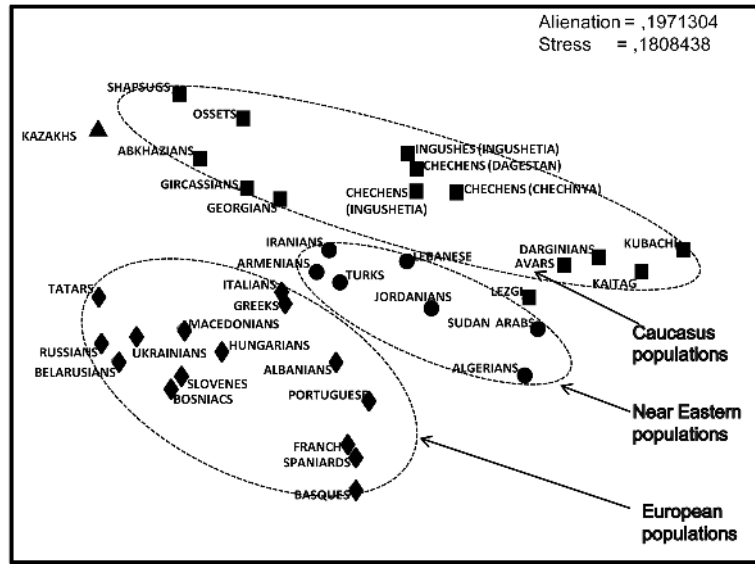 Alienation = ,1971304
Stress = ,1808438
SHAPSUGS
OSSETS
KAZAKHS
ABKHAZIANS
INGUSHES (INGUSHETIA)
CHECHENS (DAGESTAN)
GIRCASSIANS
CHECHENS
(INGUSHETIA)
CHECHENS (CHECHNYA)
GEORGIANS
IRANIANS
LEBANESE
DARGINIANS
KUBACHI
ARMENIANS
TURKS
AVARS
KAITAG
TATARS
ITALIANS
GREEKS
JORDANIANS
LEZGI
MACEDONIANS
SUDAN ARABS
Caucasus
populations
RUSSIANS
UKRAINIANS
HUNGARIANS
BELARUSIANS
ALBANIANS
ALGERIANS
SLOVENES
BOSNIACS
PORTUGUESE
Near Eastern
populations
FRANCH
SPANIARDS
BASQUES
European
populations